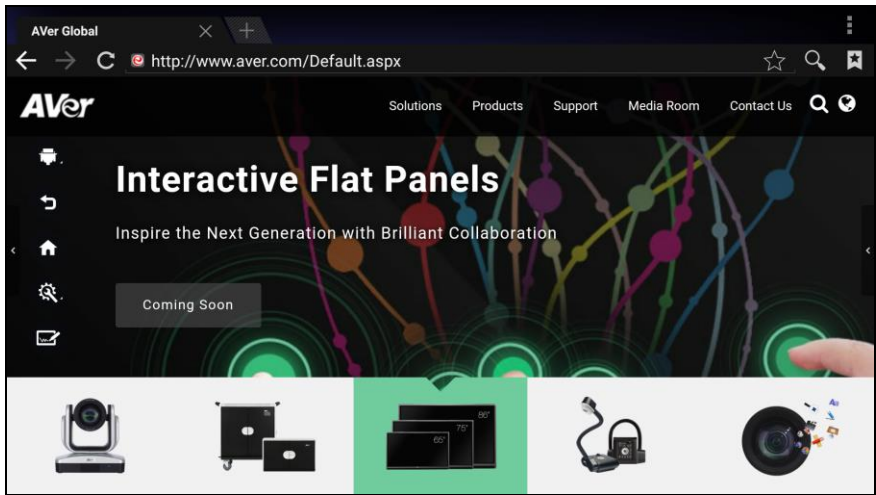 AVer Global
http://www.aver.com/Default.aspx
AVer
Solutions Products Support Media Room Contact Us
Interactive Flat Panels
Inspire the Next Generation with Brilliant Collaboration
Coming Soon
65" 75" 86"